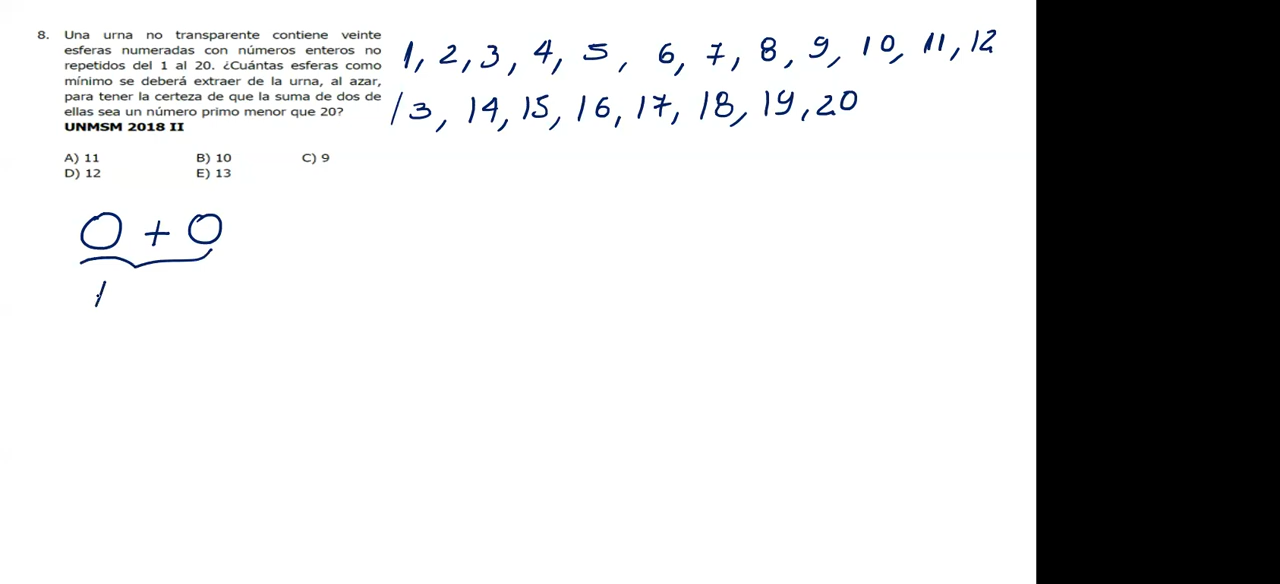 8. Una urna no transparente contiene veinte
esferas numeradas con números enteros no
repetidos del 1 al 20. ¿Cuántas esferas como
mínimo se deberá extraer de la urna, al azar,
para tener la certeza de que la suma de dos de
ellas sea un número primo menor que 20?
UNMSM 2018 II
A) 11 B) 10 C) 9
D) 12 E) 13
1, 2, 3, 4, 5, 6, 7, 8, 9, 10, 11, 12
13, 14, 15, 16, 17, 18, 19, 20
O + O
1